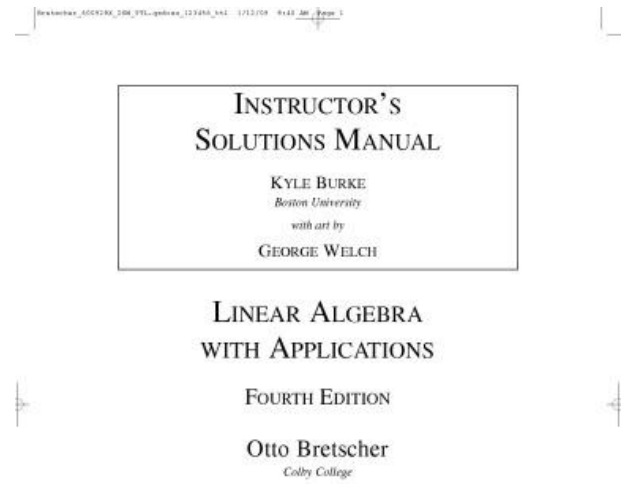 INSTRUCTOR'S
SOLUTIONS MANUAL
KYLE BURKE
Boston University
with art by
GEORGE WELCH
LINEAR ALGEBRA
WITH APPLICATIONS
FOURTH EDITION
Otto Bretscher
Colby College